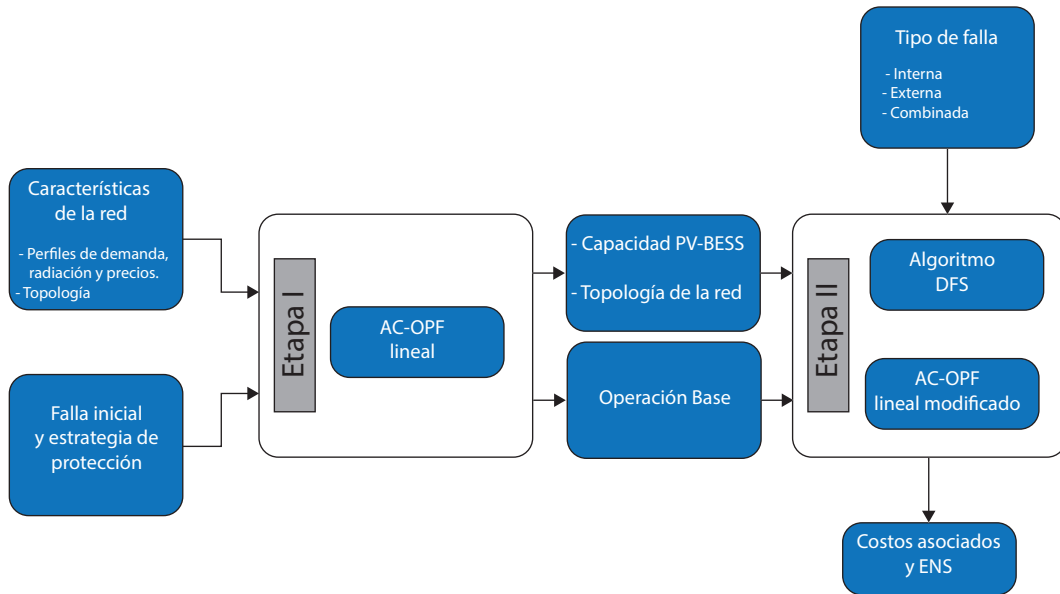 Tipo de falla
- Interna
- Externa
- Combinada
Características
de la red
- Perfiles de demanda,
radiación y precios.
- Topología
Falla inicial
y estrategia de
protección
Etapa I
AC-OPF
lineal
- Capacidad PV-BESS
- Topología de la red
Operación Base
Etapa II
Algoritmo
DFS
AC-OPF
lineal modificado
Costos asociados
y ENS